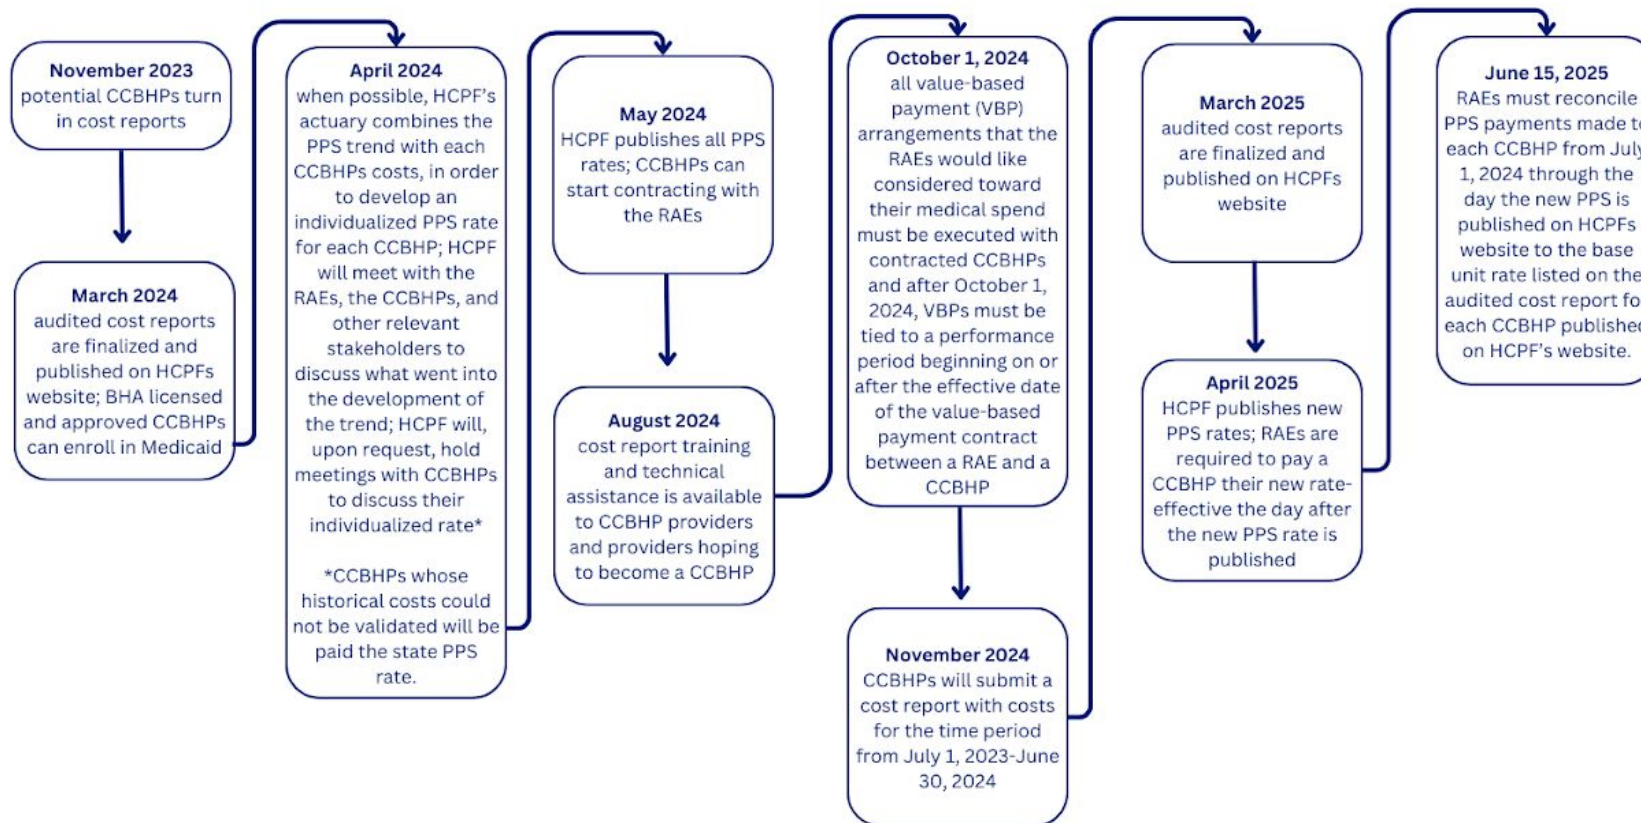 November 2023
potential CCBHPs turn
in cost reports
March 2024
audited cost reports
are finalized and
published on HCPFs
website; BHA licensed
and approved CCBHPs
can enroll in Medicaid
April 2024
when possible, HCPF's
actuary combines the
PPS trend with each
CCBHPs costs, in order
to develop an
individualized PPS rate
for each CCBHP; HCPF
will meet with the
RAEs, the CCBHPs, and
other relevant
stakeholders to
discuss what went into
the development of
the trend; HCPF will,
upon request, hold
meetings with CCBHPs
to discuss their
individualized rate*
*CCBHPs whose
historical costs could
not be validated will be
paid the state PPS
rate.
May 2024
HCPF publishes all PPS
rates; CCBHPs can
start contracting with
the RAEs
August 2024
cost report training
and technical
assistance is available
to CCBHP providers
and providers hoping
to become a CCBHP
October 1, 2024
all value-based
payment (VBP)
arrangements that the
RAEs would like
considered toward
their medical spend
must be executed with
contracted CCBHPs
and after October 1,
2024, VBPs must be
tied to a performance
period beginning on or
after the effective date
of the value-based
payment contract
between a RAE and a
CCBHP
November 2024
CCBHPs will submit a
cost report with costs
for the time period
from July 1, 2023-June
30, 2024
March 2025
audited cost reports
are finalized and
published on HCPFs
website
April 2025
HCPF publishes new
PPS rates; RAEs are
required to pay a
CCBHP their new rate-
effective the day after
the new PPS rate is
published
June 15, 2025
RAEs must reconcile
PPS payments made to
each CCBHP from July
1, 2024 through the
day the new PPS is
published on HCPFs
website to the base
unit rate listed on the
audited cost report fo
each CCBHP published
on HCPF's website.